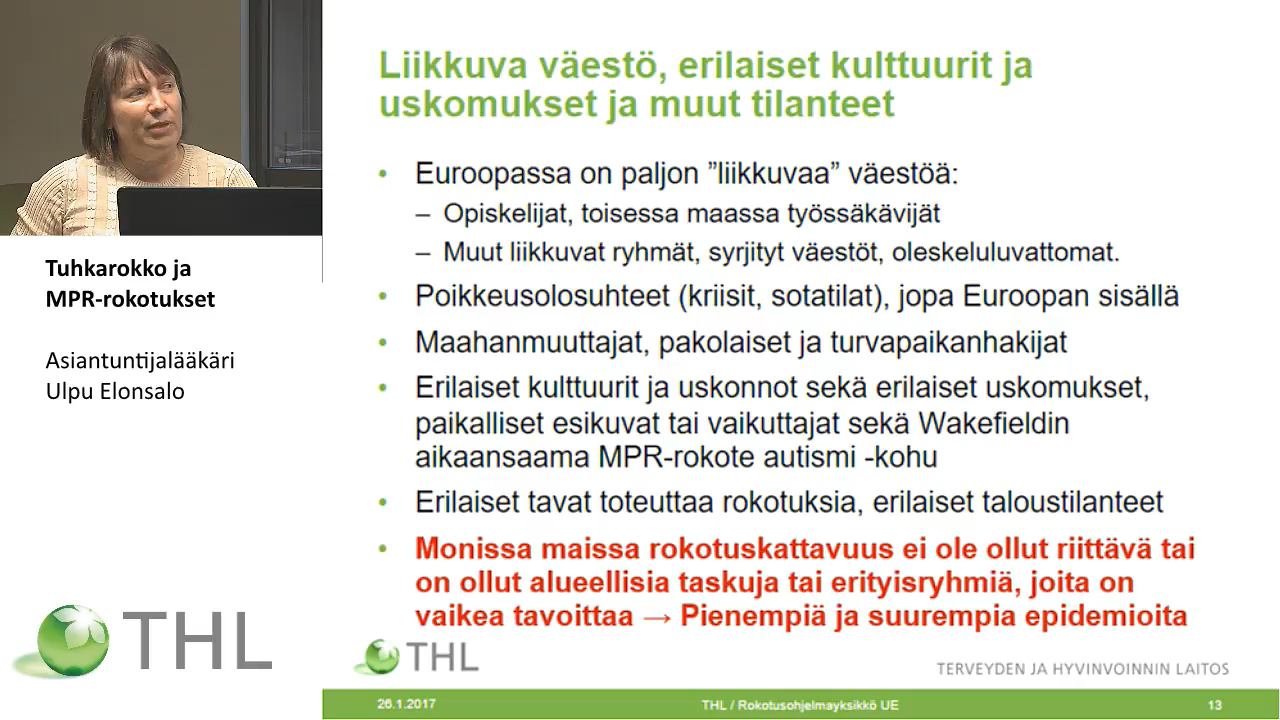 Liikkuva väestö, erilaiset kulttuurit ja
uskomukset ja muut tilanteet
• Euroopassa on paljon ”liikkuvaa” väestöä:
– Opiskelijat, toisessa maassa työssäkävijät
– Muut liikkuvat ryhmät, syrjityt väestöt, oleskeluluvattomat.
• Poikkeusolosuhteet (kriisit, sotatilat), jopa Euroopan sisällä
• Maahanmuuttajat, pakolaiset ja turvapaikanhakijat
• Erilaiset kulttuurit ja uskonnot sekä erilaiset uskomukset,
paikalliset esikuvat tai vaikuttajat sekä Wakefieldin
aikaansaama MPR-rokote autismi -kohu
• Erilaiset tavat toteuttaa rokotuksia, erilaiset taloustilanteet
• Monissa maissa rokotuskattavuus ei ole ollut riittävä tai
on ollut alueellisia taskuja tai erityisryhmiä, joita on
vaikea tavoittaa → Pienempiä ja suurempia epidemioita
THL
TERVEYDEN JA HYVINVOINNIN LAITOS
26.1.2017
THL / Rokotusohjelmayksikkö UE
13
Tuhkarokko ja
MPR-rokotukset
Asiantuntijalääkäri
Ulpu Elonsalo
THL